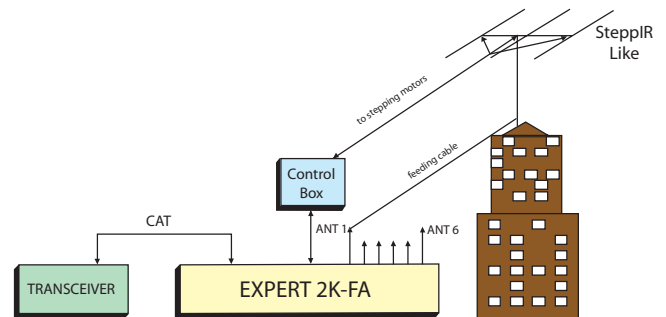 SteppIR
Like
to stepping motors
feeding cable
Control
Box
CAT
ANT 1
ANT 6
TRANSCEIVER
EXPERT 2K-FA